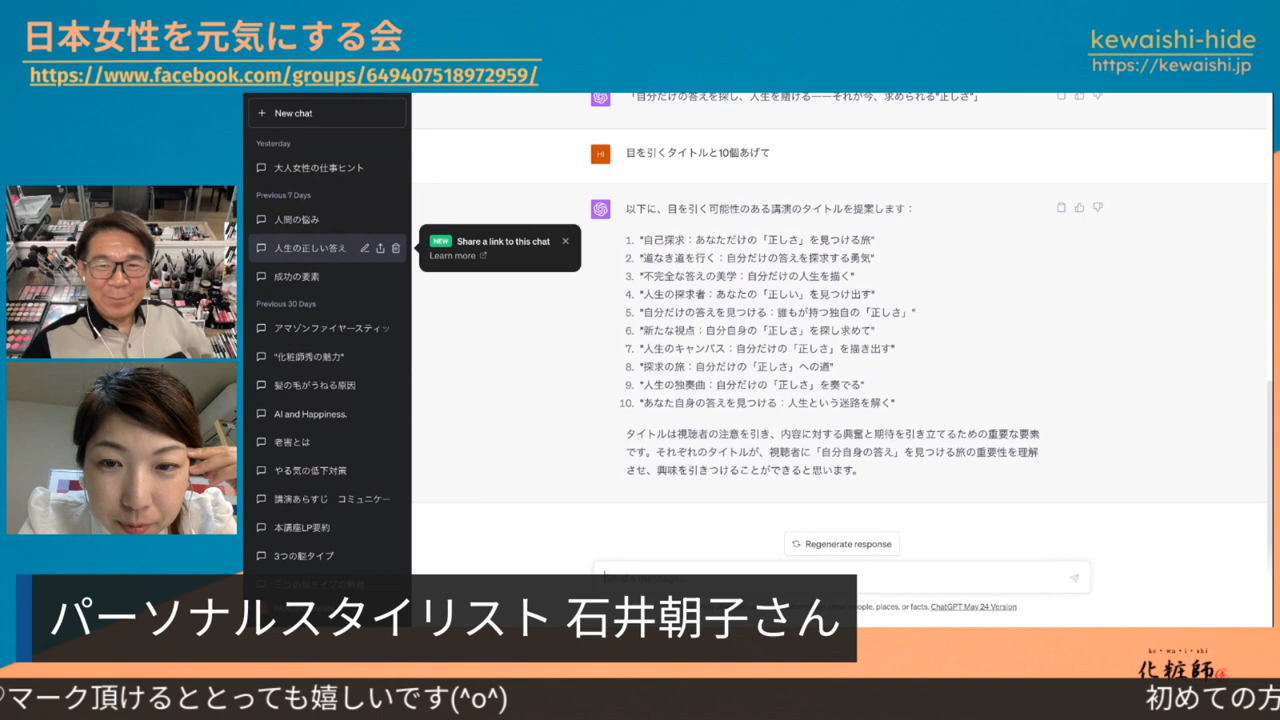 日本女性を元気にする会
https://www.facebook.com/groups/649407518972959/
kewaishi-hide
https://kewaishi.jp
+ New chat
Yesterday
大人女性の仕事ヒント
Previous 7 Days
人間の悩み
人生の正しい答え
成功の要素
Previous 30 Days
アマゾンファイヤースティッ
"化粧師秀の魅力"
髪の毛がうねる原因
AI and Happiness.
老害とは
やる気の低下対策
講演あらすじ コミュニケー
本講座LP要約
3つの脳タイプ
NEW Share a link to this chat
Learn more
「自分だけの答えを探し、人生を賭ける——それが今、求められる"正しさ"」
HI
目を引くタイトルと10個あげて
以下に、目を引く可能性のある講演のタイトルを提案します：
1. "自己探求：あなただけの「正しさ」を見つける旅"
2. "道なき道を行く：自分だけの答えを探求する勇気"
3. "不完全な答えの美学：自分だけの人生を描く"
4. "人生の探求者：あなたの「正しい」を見つけ出す"
5. "自分だけの答えを見つける：誰もが持つ独自の「正しさ」"
6. "新たな視点：自分自身の「正しさ」を探し求めて"
7. "人生のキャンバス：自分だけの「正しさ」を描き出す"
8. "探求の旅：自分だけの「正しさ」への道"
9. "人生の独奏曲：自分だけの「正しさ」を奏でる"
10. "あなた自身の答えを見つける：人生という迷路を解く"
タイトルは視聴者の注意を引き、内容に対する興奮と期待を引き立てるための重要な要素
です。それぞれのタイトルが、視聴者に「自分自身の答え」を見つける旅の重要性を理解
させ、興味を引きつけることができると思います。
Regenerate response
people, places, or facts. ChatGPT May 24 Version
パーソナルスタイリスト 石井朝子さん
ke・wa・i・shi
化粧師
マーク頂けるととっても嬉しいです(^o^)
初めての方